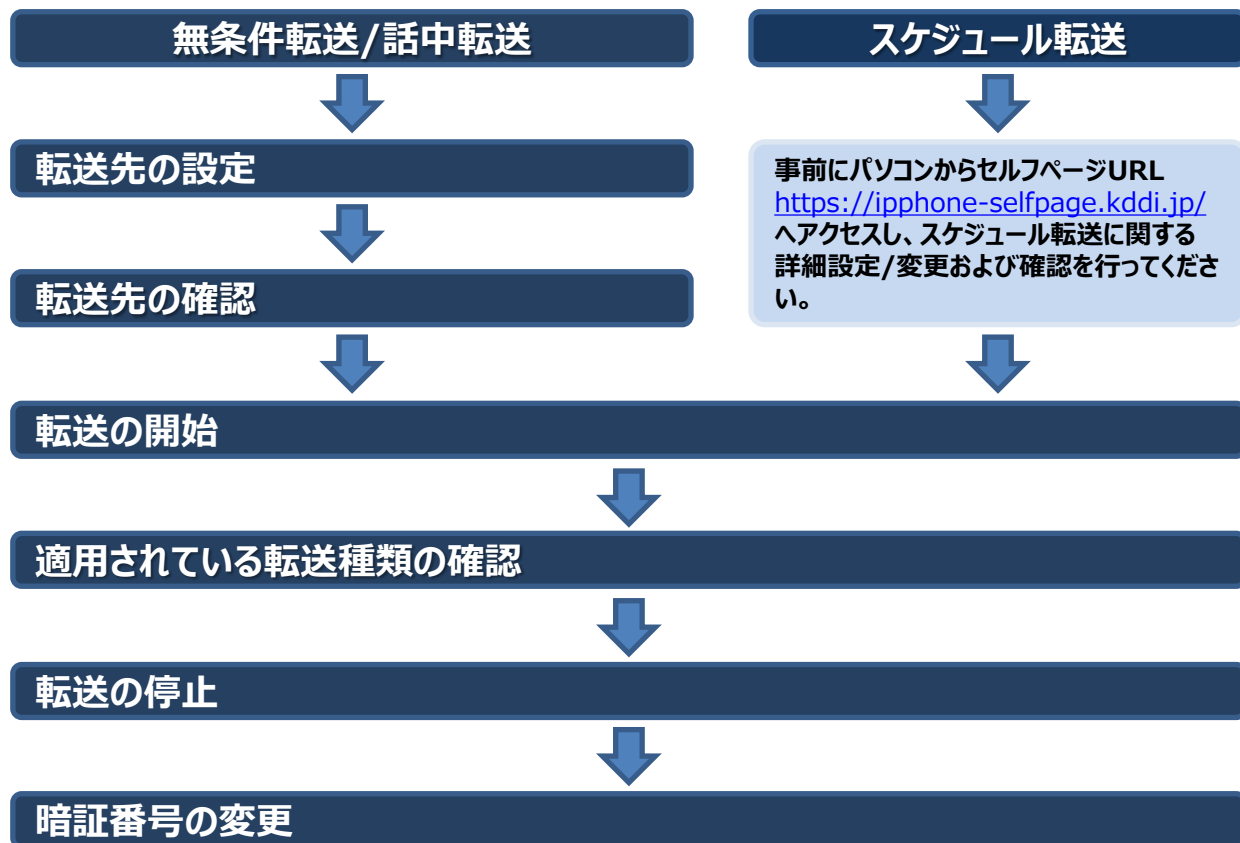 無条件転送/話中転送
スケジュール転送
転送先の設定
転送先の確認
事前にパソコンからセルフページURL
https://ipphone-selfpage.kddi.jp/
へアクセスし、スケジュール転送に関する
詳細設定/変更および確認を行ってくださ
い。
転送の開始
適用されている転送種類の確認
転送の停止
暗証番号の変更